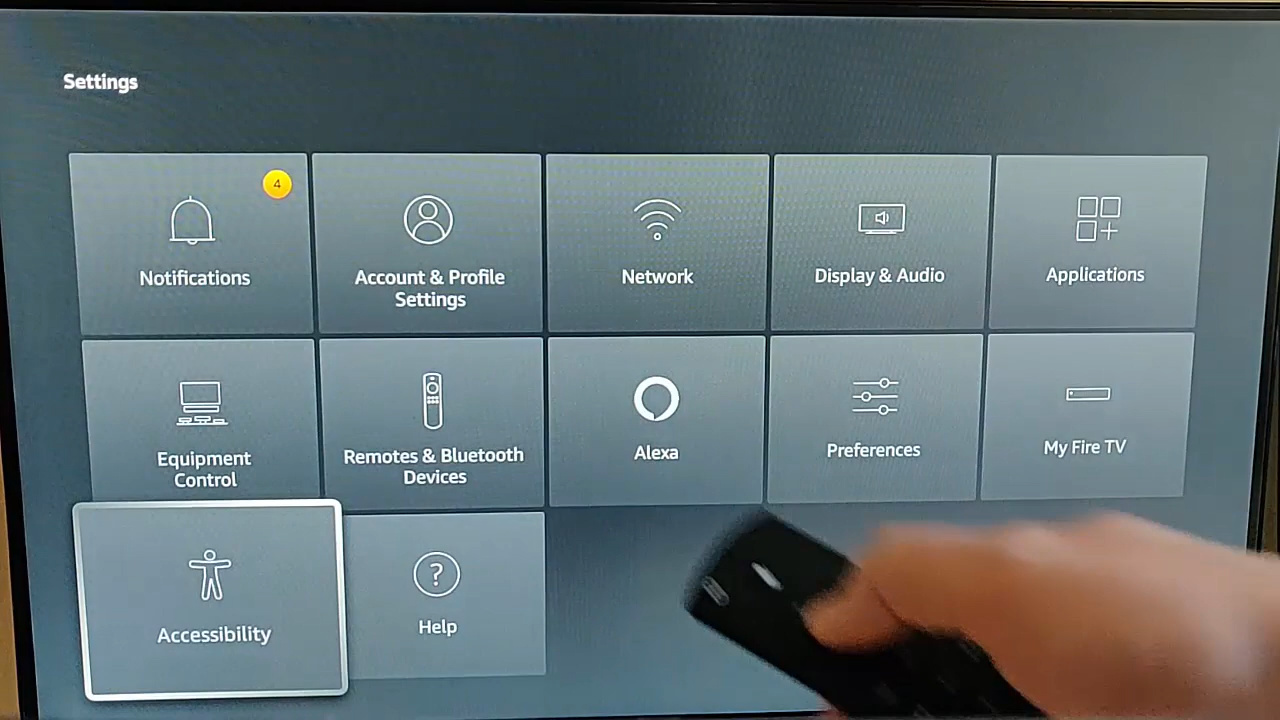 Settings
4
Notifications
Account & Profile
Settings
Network
Display & Audio
Applications
Equipment
Control
Remotes & Bluetooth
Devices
Alexa
Preferences
My Fire TV
Accessibility
?
Help